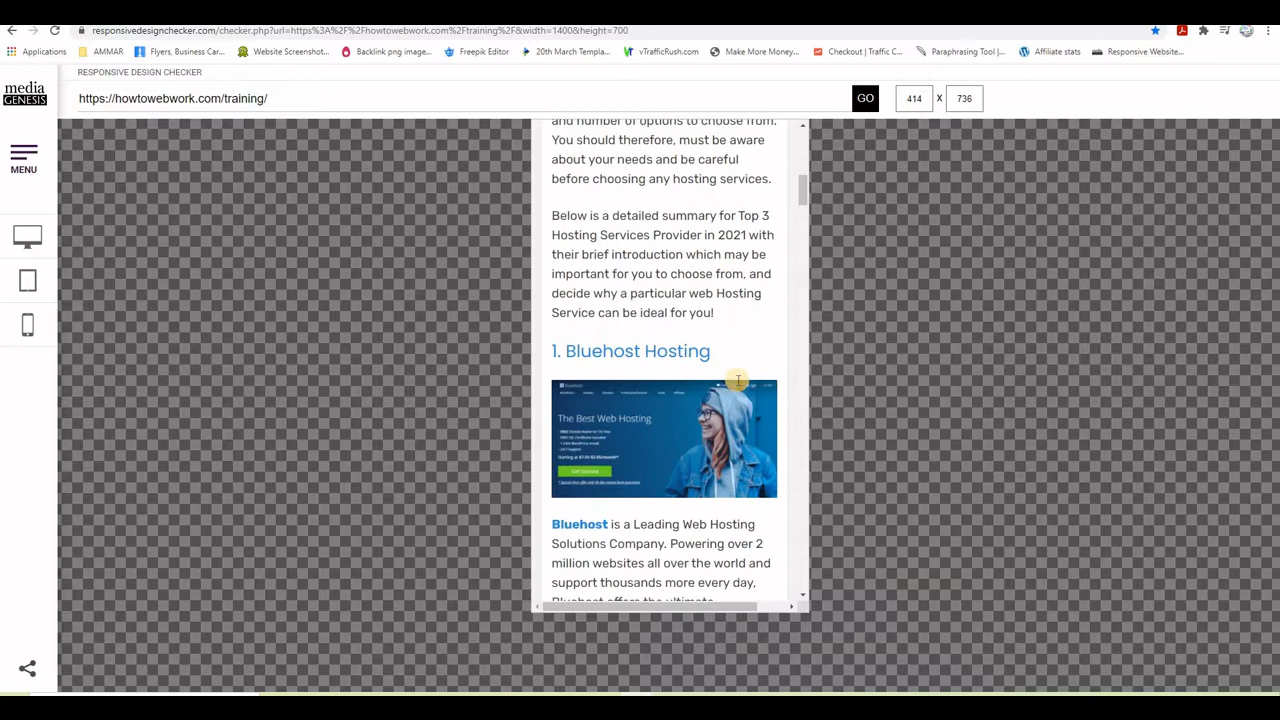 responsivedesignchecker.com/checker.php?url=https%3A%2F%2Fhowtowebwork.com%2Ftraining%2F&width=1400&height=700
Applications AMMAR Flyers, Business Car... Website Screenshot... Backlink png image... Freepik Editor 20th March Templa... vTrafficRush.com Make More Money... Checkout | Traffic C... Paraphrasing Tool |... Affiliate stats Responsive Website...
RESPONSIVE DESIGN CHECKER
media
GENESIS
https://howtowebwork.com/training/ GO 414 X 736
MENU
and number of options to choose from.
You should therefore, must be aware
about your needs and be careful
before choosing any hosting services.
Below is a detailed summary for Top 3
Hosting Services Provider in 2021 with
their brief introduction which may be
important for you to choose from, and
decide why a particular web Hosting
Service can be ideal for you!
1. Bluehost Hosting
bluehost
The Best Web Hosting
Get Started
Bluehost is a Leading Web Hosting
Solutions Company. Powering over 2
million websites all over the world and
support thousands more every day,
Bluehost offers the ultimate